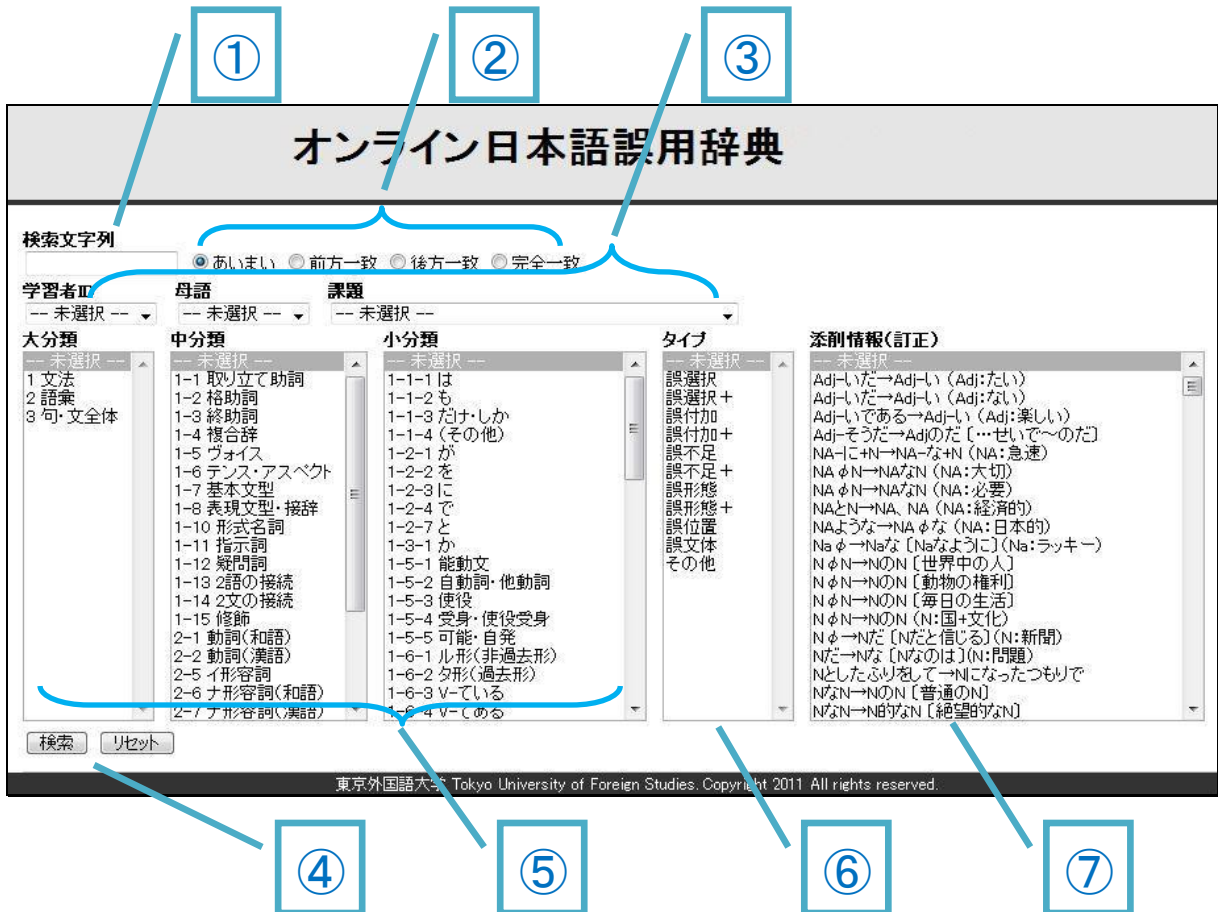 ① ② ③
オンライン日本語誤用辞典
検索文字列
あいまい 前方一致 後方一致 完全一致
学習者ID 母語 課題
-- 未選択 -- -- 未選択 -- -- 未選択 --
大分類 中分類 小分類 タイプ 添削情報(訂正)
-- 未選択 -- -- 未選択 -- -- 未選択 -- -- 未選択 -- -- 未選択 --
1 文法 1-1 取り立て助詞 1-1-1 は 誤選択 Adj-いだ→Adj-い (Adj:たい)
2 語彙 1-2 格助詞 1-1-2 も 誤選択+ Adj-いだ→Adj-い (Adj:ない)
3 句・文全体 1-3 終助詞 1-1-3 だけ・しか 誤付加 Adj-いである→Adj-い (Adj:楽しい)
1-4 複合辞 1-1-4 (その他) 誤付加+ Adj-そうだ→Adjのだ […せいで～のだ]
1-5 ヴォイス 1-2-1 が 誤不足 NA-に+N→NA-な+N (NA:急速)
1-6 テンス・アスペクト 1-2-2 を 誤不足+ NAφN→NAなN (NA:大切)
1-7 基本文型 1-2-3 に 誤形態 NAφN→NAなN (NA:必要)
1-8 表現文型・接辞 1-2-4 で 誤形態+ NAとN→NA、NA (NA:経済的)
1-10 形式名詞 1-2-7 と 誤位置 NAような→NAφな (NA:日本的)
1-11 指示詞 1-3-1 か 誤文体 Naφ→Naな [Naなように](Na:ラッキー)
1-12 疑問詞 1-5-1 能動文 その他 NφN→NのN [世界中の人]
1-13 2語の接続 1-5-2 自動詞・他動詞 NφN→NのN [動物の権利]
1-14 2文の接続 1-5-3 使役 NφN→NのN [毎日の生活]
1-15 修飾 1-5-4 受身・使役受身 NφN→NのN (N:国+文化)
2-1 動詞(和語) 1-5-5 可能・自発 Nφ→Nだ [Nだと信じる](N:新聞)
2-2 動詞(漢語) 1-6-1 ル形(非過去形) Nだ→Nな [Nなのは](N:問題)
2-5 イ形容詞 1-6-2 タ形(過去形) Nとしたふりをして→Nになったつもりで
2-6 ナ形容詞(和語) 1-6-3 V-ている NなN→NのN [普通のN]
2-7 ナ形容詞(漢語) 1-6-4 V-てある NなN→N的なN [絶望的なN]
検索 リセット
東京外国語大学 Tokyo University of Foreign Studies. Copyright 2011 All rights reserved.
④ ⑤ ⑥ ⑦